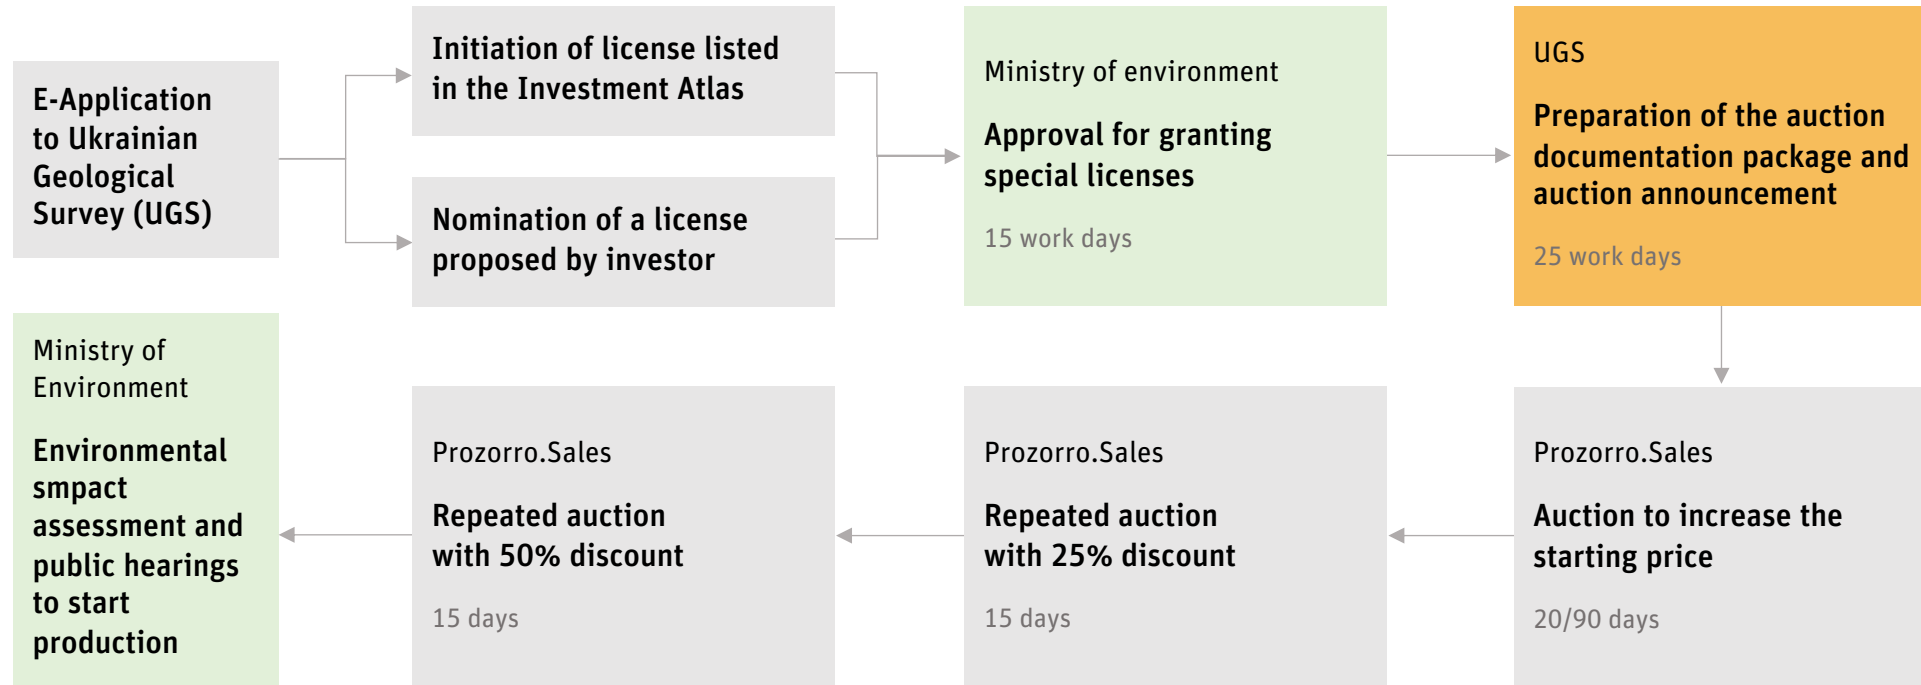 E-Application
to Ukrainian
Geological
Survey (UGS)
Initiation of license listed
in the Investment Atlas
Nomination of a license
proposed by investor
Ministry of environment
Approval for granting
special licenses
15 work days
UGS
Preparation of the auction
documentation package and
auction announcement
25 work days
Prozorro.Sales
Auction to increase the
starting price
20/90 days
Prozorro.Sales
Repeated auction
with 25% discount
15 days
Prozorro.Sales
Repeated auction
with 50% discount
15 days
Ministry of
Environment
Environmental
smpact
assessment and
public hearings
to start
production